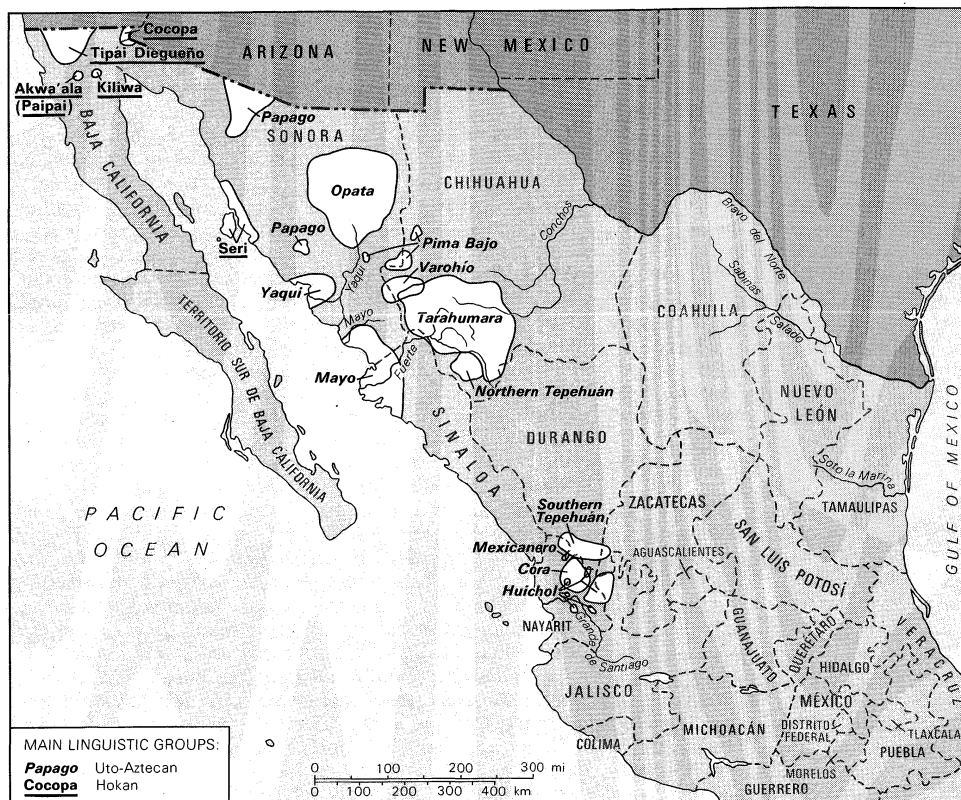 Cocopa
Tipái Diegueño
ARIZONA
NEW MEXICO
Akwa'ala
(Paipai)
Kiliwa
TEXAS
Papago
SONORA
BAJA CALIFORNIA
Opata
CHIHUAHUA
Conchos
Bravo del Norte
Seri
Papago
Pima Bajo
Varohío
Yaqui
Yaqui
Sabinas
COAHUILA
Salado
Mayo
Tarahumara
Fuerte
Mayo
Northern Tepehuán
TERRITORIO SUR DE BAJA CALIFORNIA
NUEVO
LEÓN
SINALOA
DURANGO
Soto la Marina
GULF OF MEXICO
PACIFIC
OCEAN
ZACATECAS
TAMAULIPAS
Southern
Tepehuán
SAN LUIS POTOSÍ
Mexicanero
AGUASCALIENTES
Cora
Huichol
NAYARIT
Grande de Santiago
GUANAJUATO
QUERÉTARO
HIDALGO
VERACRUZ
JALISCO
MÉXICO
COLIMA
MICHOACÁN
DISTRITO
FEDERAL
TLAXCALA
PUEBLA
MORELOS
GUERRERO
MAIN LINGUISTIC GROUPS:
Papago Uto-Aztecan
Cocopa Hokan
0 100 200 300 mi
0 100 200 300 400 km